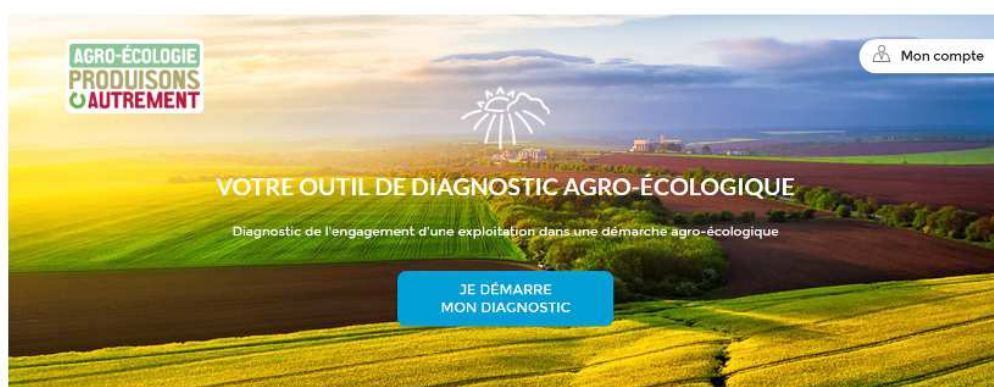 AGRO-ÉCOLOGIE
PRODUISONS
AUTREMENT
Mon compte
VOTRE OUTIL DE DIAGNOSTIC AGRO-ÉCOLOGIQUE
Diagnostic de l'engagement d'une exploitation dans une démarche agro-écologique
JE DÉMARRE
MON DIAGNOSTIC